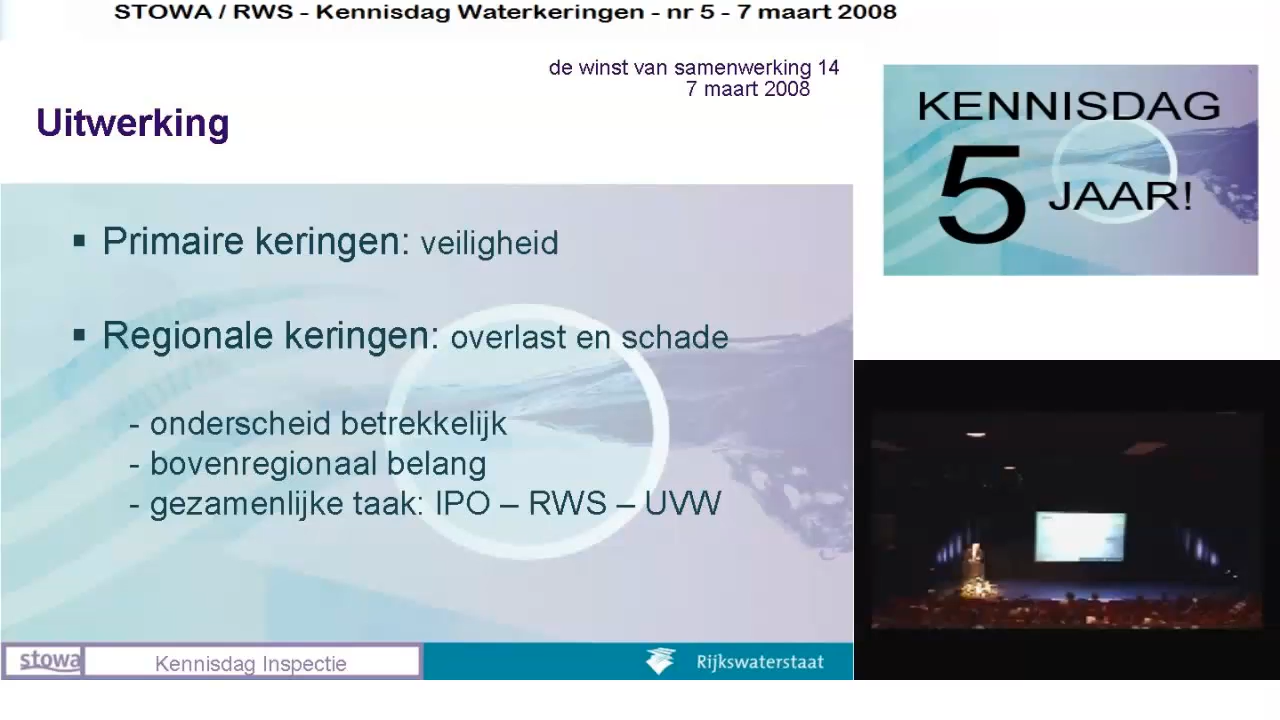 STOWA / RWS - Kennisdag Waterkeringen - nr 5 - 7 maart 2008
de winst van samenwerking 14
7 maart 2008
Uitwerking
KENNISDAG
5 JAAR!
▪ Primaire keringen: veiligheid
▪ Regionale keringen: overlast en schade
- onderscheid betrekkelijk
- bovenregionaal belang
- gezamenlijke taak: IPO – RWS – UVW
stowa
Kennisdag Inspectie
Rijkswaterstaat